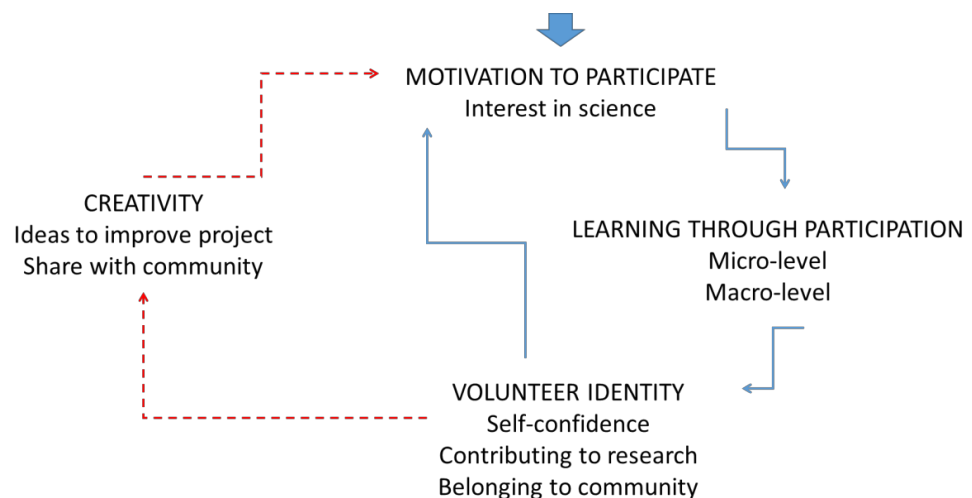 MOTIVATION TO PARTICIPATE
Interest in science
CREATIVITY
Ideas to improve project
Share with community
LEARNING THROUGH PARTICIPATION
Micro-level
Macro-level
VOLUNTEER IDENTITY
Self-confidence
Contributing to research
Belonging to community